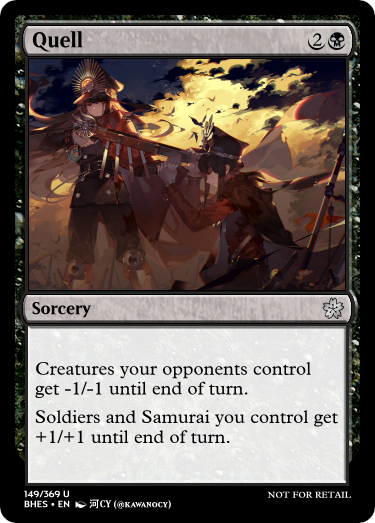 Quell 2
Sorcery
Creatures your opponents control
get -1/-1 until end of turn.
Soldiers and Samurai you control get
+1/+1 until end of turn.
149/369 U
NOT FOR RETAIL
BHES • EN 河CY (@KAWANOCY)